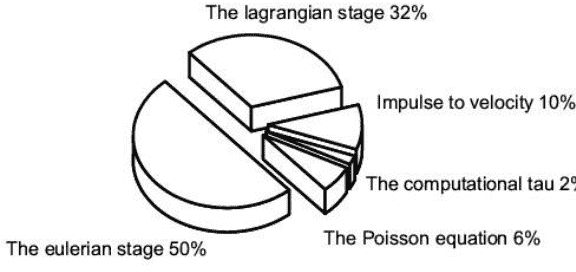 The lagrangian stage 32%
Impulse to velocity 10%
The computational tau 2%
The Poisson equation 6%
The eulerian stage 50%